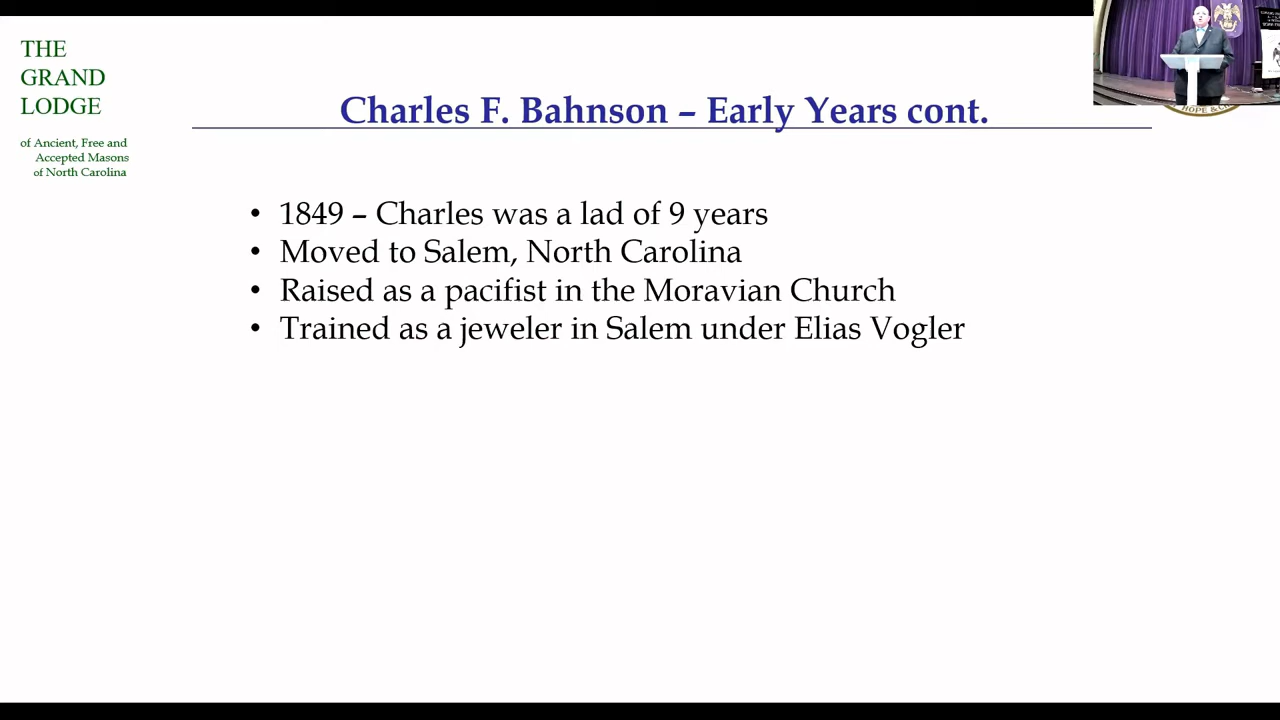 THE
GRAND
LODGE
of Ancient, Free and
Accepted Masons
of North Carolina
Charles F. Bahnson – Early Years cont.
• 1849 – Charles was a lad of 9 years
• Moved to Salem, North Carolina
• Raised as a pacifist in the Moravian Church
• Trained as a jeweler in Salem under Elias Vogler
HOPE &